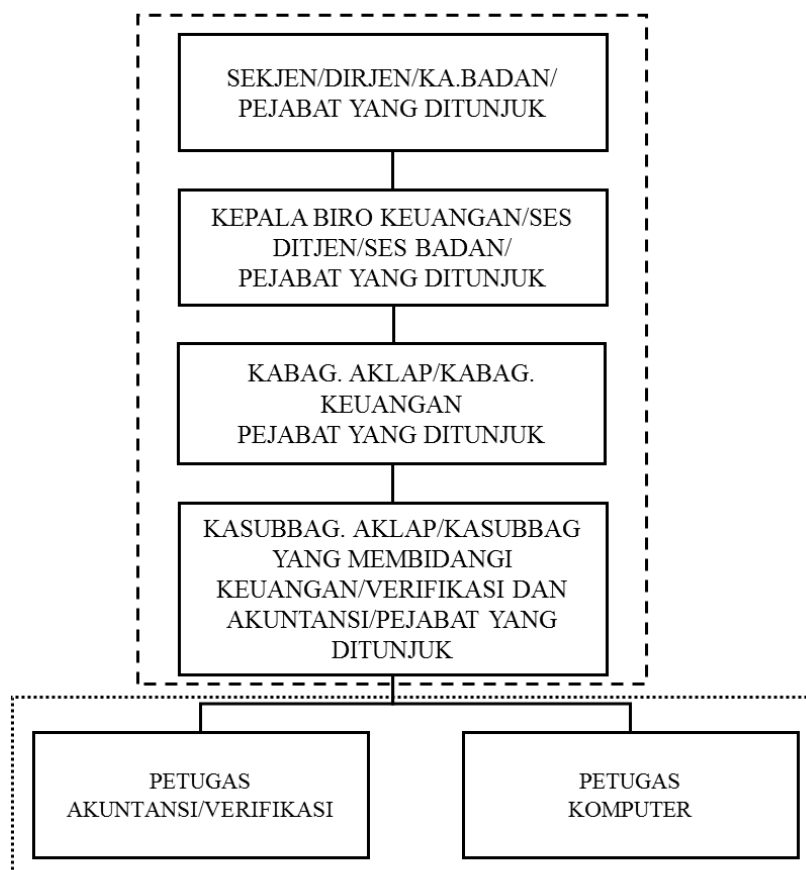 SEKJEN/DIRJEN/KA.BADAN/
PEJABAT YANG DITUNJUK
KEPALA BIRO KEUANGAN/SES
DITJEN/SES BADAN/
PEJABAT YANG DITUNJUK
KABAG. AKLAP/KABAG.
KEUANGAN
PEJABAT YANG DITUNJUK
KASUBBAG. AKLAP/KASUBBAG
YANG MEMBIDANGI
KEUANGAN/VERIFIKASI DAN
AKUNTANSI/PEJABAT YANG
DITUNJUK
PETUGAS
AKUNTANSI/VERIFIKASI
PETUGAS
KOMPUTER